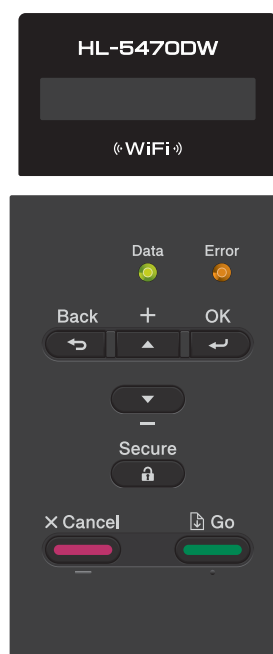 HL-5470DW
WiFi
Data Error
Back + OK
−
Secure
× Cancel Go